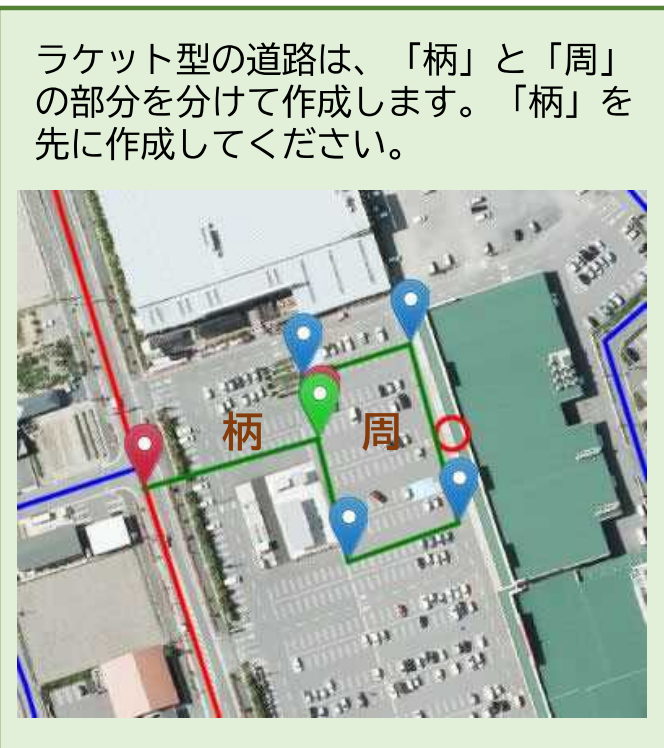 ラケット型の道路は、「柄」と「周」
の部分を分けて作成します。「柄」を
先に作成してください。
柄 周